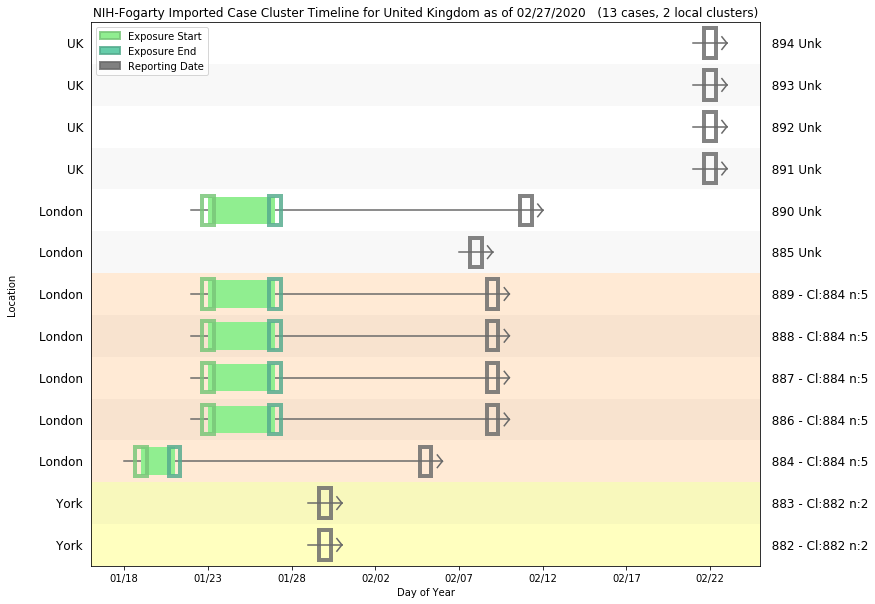 NIH-Fogarty Imported Case Cluster Timeline for United Kingdom as of 02/27/2020   (13 cases, 2 local clusters)
Exposure Start
Exposure End
Reporting Date
UK 894 Unk
UK 893 Unk
UK 892 Unk
UK 891 Unk
London 890 Unk
London 885 Unk
London 889 - Cl:884 n:5
London 888 - Cl:884 n:5
London 887 - Cl:884 n:5
London 886 - Cl:884 n:5
London 884 - Cl:884 n:5
York 883 - Cl:882 n:2
York 882 - Cl:882 n:2
Location
01/18 01/23 01/28 02/02 02/07 02/12 02/17 02/22
Day of Year